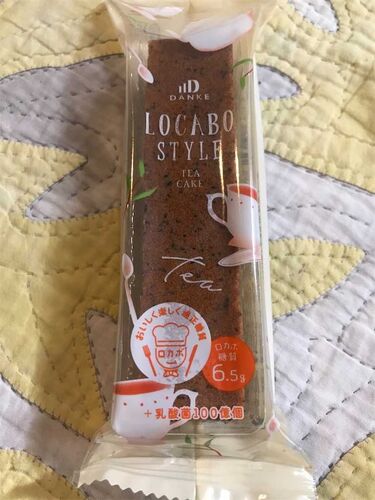 DANKE
LOCABO
STYLE
TEA
CAKE
Tea
おいしく楽しく適正糖質
ロカボ
ロカボ
糖質
6.5g
+乳酸菌100億個